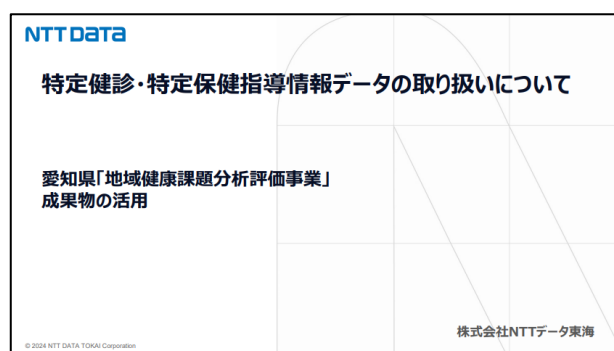 NTT DATA
特定健診・特定保健指導情報データの取り扱いについて
愛知県「地域健康課題分析評価事業」
成果物の活用
株式会社NTTデータ東海
© 2024 NTT DATA TOKAI Corporation